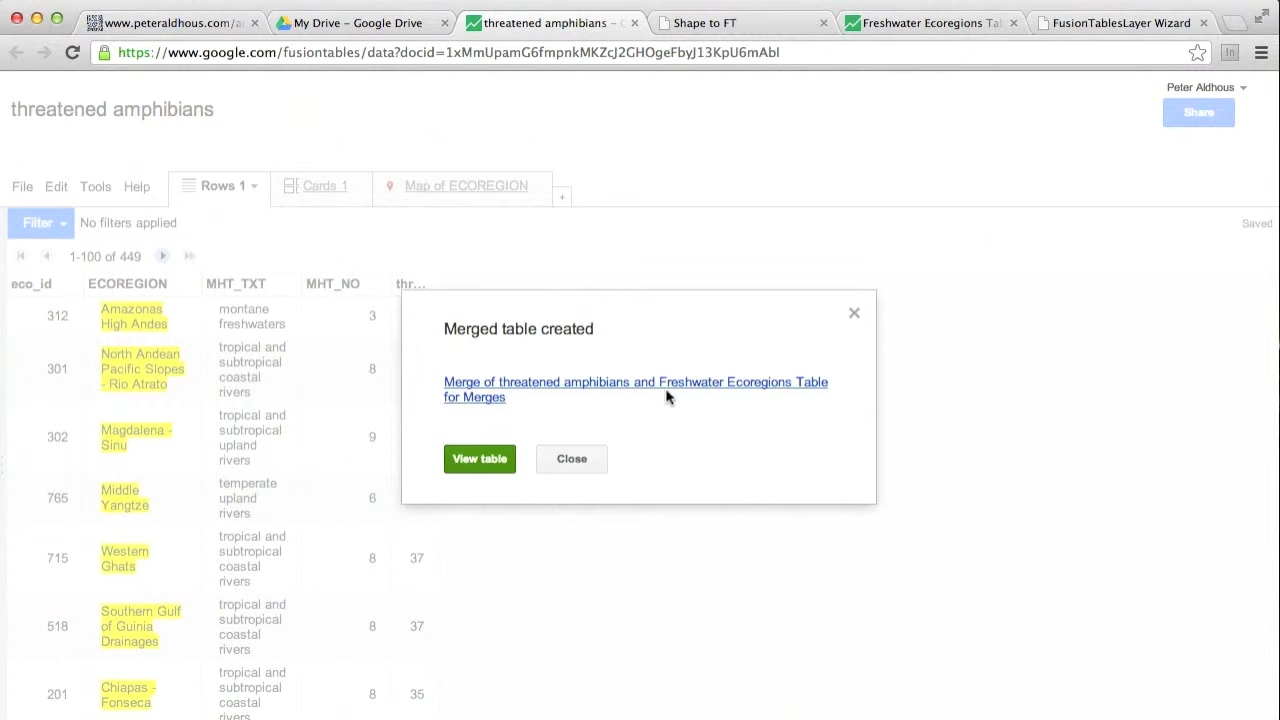 www.peteraldhous.com/a
My Drive – Google Drive
threatened amphibians –
Shape to FT
Freshwater Ecoregions Ta
FusionTablesLayer Wizard
https://www.google.com/fusiontables/data?docid=1xMmUpamG6fmpnkMKZcJ2GHOgeFbyJ13KpU6mAbI
threatened amphibians
Peter Aldhous
Share
File Edit Tools Help
Rows 1
Cards 1
Map of ECOREGION
+
Filter
No filters applied
Saved
1-100 of 449
eco_id ECOREGION MHT_TXT MHT_NO thr...
312 Amazonas High Andes montane freshwaters 3
301 North Andean Pacific Slopes - Rio Atrato tropical and subtropical coastal rivers 8
302 Magdalena - Sinu tropical and subtropical upland rivers 9
765 Middle Yangtze temperate upland rivers 6
715 Western Ghats tropical and subtropical coastal rivers 8 37
518 Southern Gulf of Guinia Drainages tropical and subtropical coastal rivers 8 37
201 Chiapas - Fonseca tropical and subtropical coastal rivers 8 35
Merged table created
Merge of threatened amphibians and Freshwater Ecoregions Table
for Merges
View table
Close